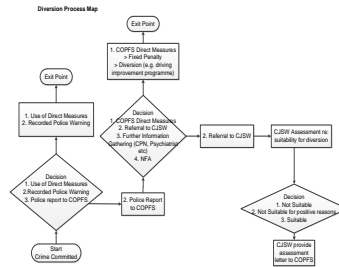 Diversion Process Map
Exit Point
1. COPFS Direct Measures
> Fixed Penalty
> Diversion (e.g. driving
improvement programme)
Exit Point
1. Use of Direct Measures
2. Recorded Police Warning
Decision
1. COPFS Direct Measures
2. Referral to CJSW
3. Further Information
Gathering (CPN, Psychiatrist
etc)
4. NFA
2. Referral to CJSW
CJSW Assessment re:
suitability for diversion
Decision
1. Use of Direct Measures
2.Recorded Police Warning
3. Police report to COPFS
2. Police Report
to COPFS
Decision
1. Not Suitable
2. Not Suitable for positive reasons
3. Suitable
Start
Crime Committed
CJSW provide
assessment
letter to COPFS